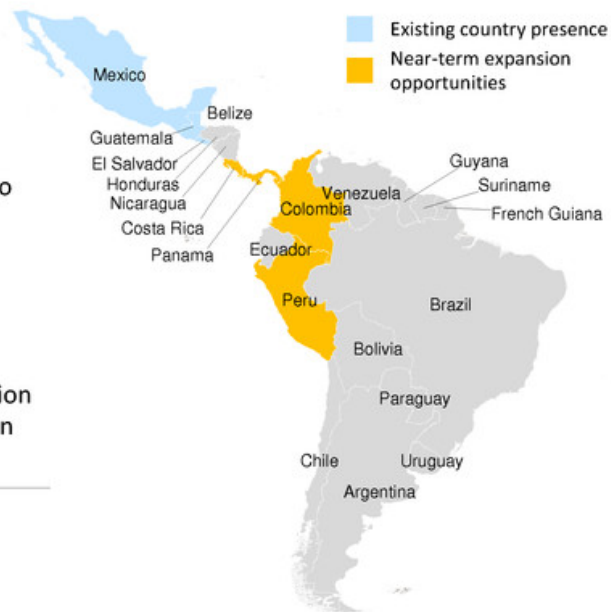 Existing country presence
Near-term expansion
opportunities
Mexico
Belize
Guatemala
El Salvador
Honduras
Nicaragua
Costa Rica
Panama
Guyana
Suriname
French Guiana
Venezuela
Colombia
Ecuador
Peru
Brazil
Bolivia
Paraguay
Chile
Uruguay
Argentina
o
ion
n